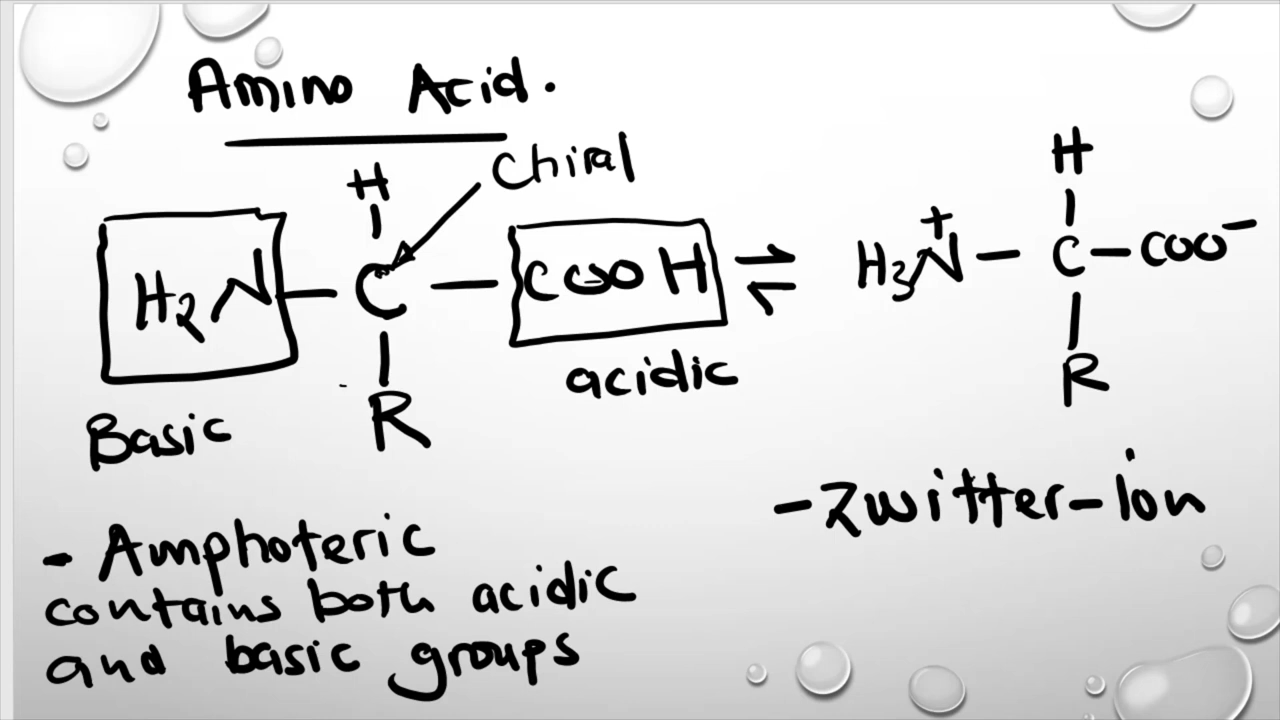 Amino Acid.
Chiral
H
H2N - C - COOH ⇌
R
Basic
acidic
H
H3N+ - C - COO-
R
- Zwitter-ion
- Amphoteric
contains both acidic
and basic groups